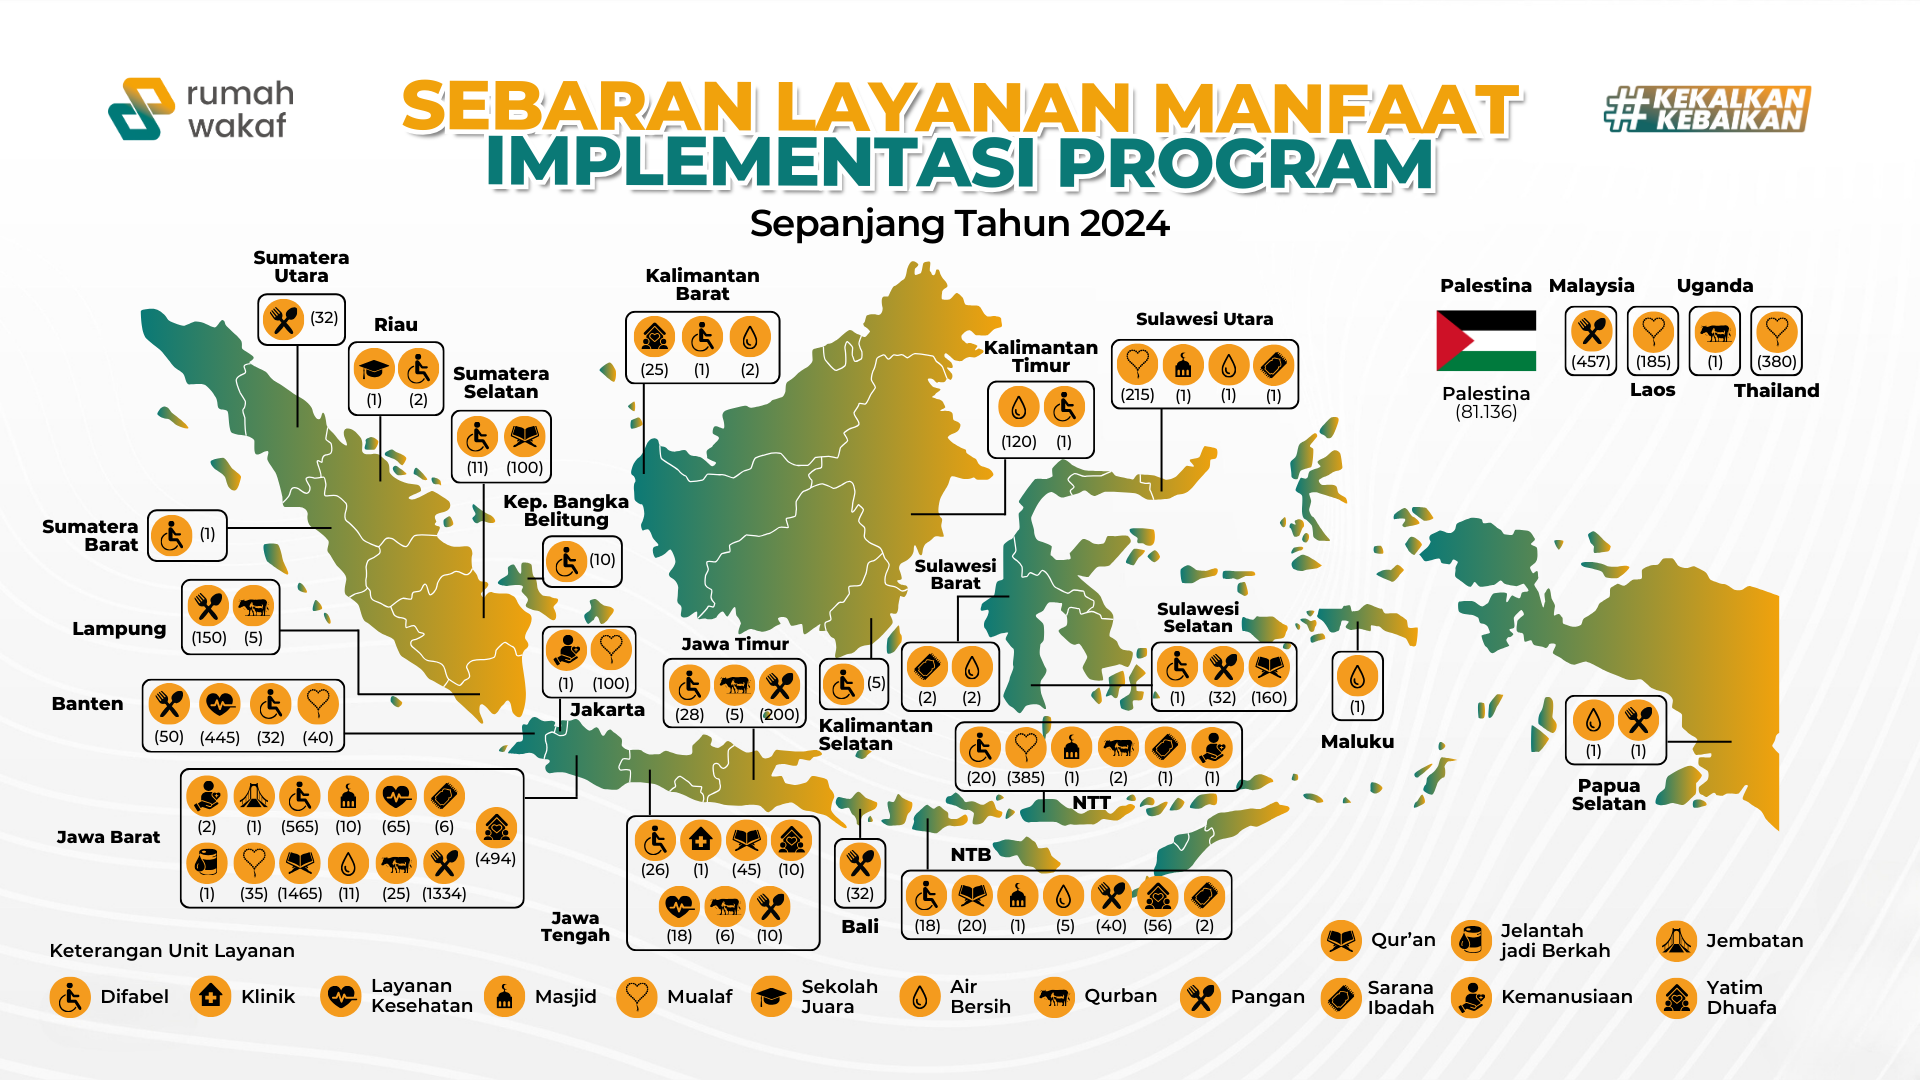 rumah
wakaf
SEBARAN LAYANAN MANFAAT
IMPLEMENTASI PROGRAM
Sepanjang Tahun 2024
#KEKALKAN
KEBAIKAN
Sumatera
Utara
(32)
Riau
(1) (2)
Sumatera
Selatan
(11) (100)
Kep. Bangka
Belitung
(10)
Sumatera
Barat
(1)
Lampung
(150) (5)
Banten
(50) (445) (32) (40)
(1) (100)
Jakarta
Jawa Barat
(2) (1) (565) (10) (65) (6)
(494)
(1) (35) (1465) (11) (25) (1334)
Jawa
Tengah
(26) (1) (45) (10)
(18) (6) (10)
Jawa Timur
(28) (5) (200)
Kalimantan
Barat
(25) (1) (2)
Kalimantan
Timur
(120) (1)
(5)
Kalimantan
Selatan
Sulawesi Utara
(215) (1) (1) (1)
Sulawesi
Barat
(2) (2)
Sulawesi
Selatan
(1) (32) (160)
(20) (385) (1) (2) (1) (1)
NTT
NTB
(18) (20) (1) (5) (40) (56) (2)
(32)
Bali
(1)
Maluku
(1) (1)
Papua
Selatan
Palestina
Palestina
(81.136)
Malaysia
(457)
(185)
Laos
Uganda
(1)
(380)
Thailand
Keterangan Unit Layanan
Difabel
Klinik
Layanan
Kesehatan
Masjid
Mualaf
Sekolah
Juara
Air
Bersih
Qurban
Pangan
Qur’an
Sarana
Ibadah
Jelantah
jadi Berkah
Kemanusiaan
Jembatan
Yatim
Dhuafa